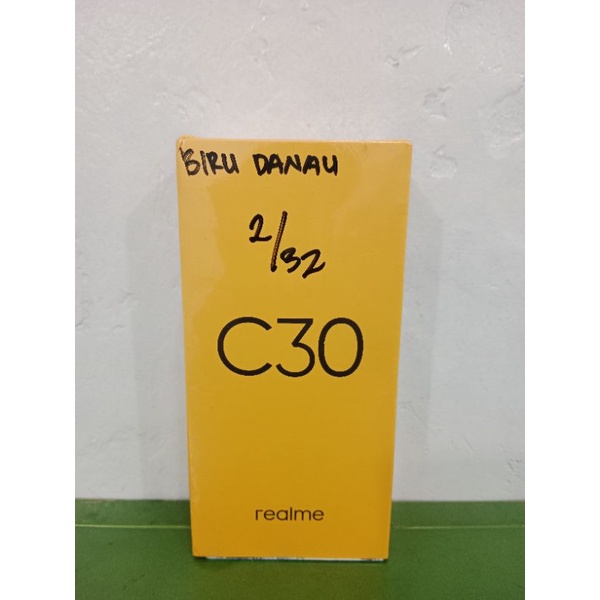 BIRU DANAU
2/32
C30
realme